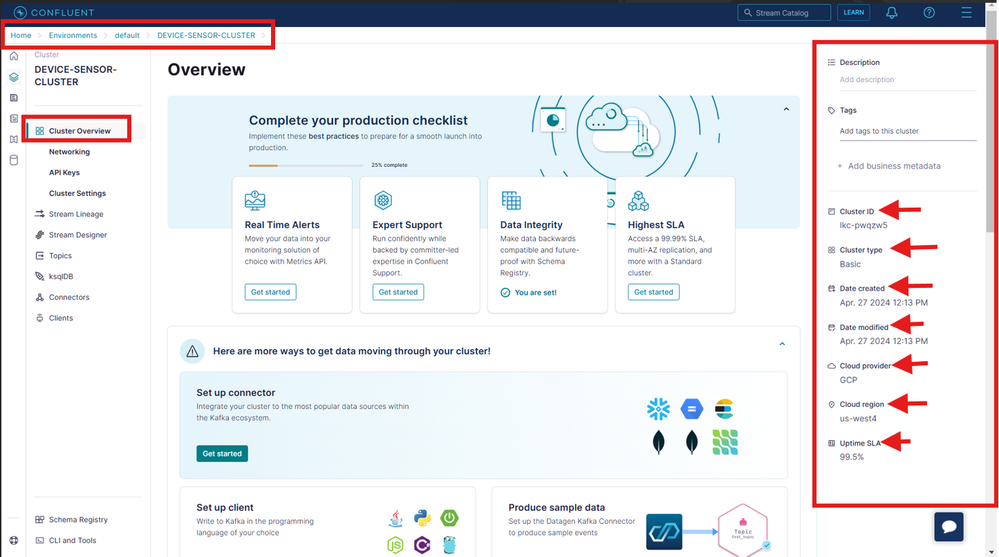 CONFLUENT
Stream Catalog
LEARN
Home > Environments > default > DEVICE-SENSOR-CLUSTER >
Cluster
DEVICE-SENSOR-
CLUSTER
Cluster Overview
Networking
API Keys
Cluster Settings
Stream Lineage
Stream Designer
Topics
ksqlDB
Connectors
Clients
Schema Registry
CLI and Tools
Overview
Complete your production checklist
Implement these best practices to prepare for a smooth launch into
production.
25% complete
Real Time Alerts
Move your data into your
monitoring solution of
choice with Metrics API.
Get started
Expert Support
Run confidently while
backed by committer-led
expertise in Confluent
Support.
Get started
Data Integrity
Make data backwards
compatible and future-
proof with Schema
Registry.
You are set!
Highest SLA
Access a 99.99% SLA,
multi-AZ replication, and
more with a Standard
cluster.
Get started
Here are more ways to get data moving through your cluster!
Set up connector
Integrate your cluster to the most popular data sources within
the Kafka ecosystem.
Get started
Set up client
Write to Kafka in the programming
language of your choice
JS
C#
Produce sample data
Set up the Datagen Kafka Connector
to produce sample events
Topic
first_topic
Description
Add description
Tags
Add tags to this cluster
+ Add business metadata
Cluster ID
lkc-pwqzw5
Cluster type
Basic
Date created
Apr. 27 2024 12:13 PM
Date modified
Apr. 27 2024 12:13 PM
Cloud provider
GCP
Cloud region
us-west4
Uptime SLA
99.5%